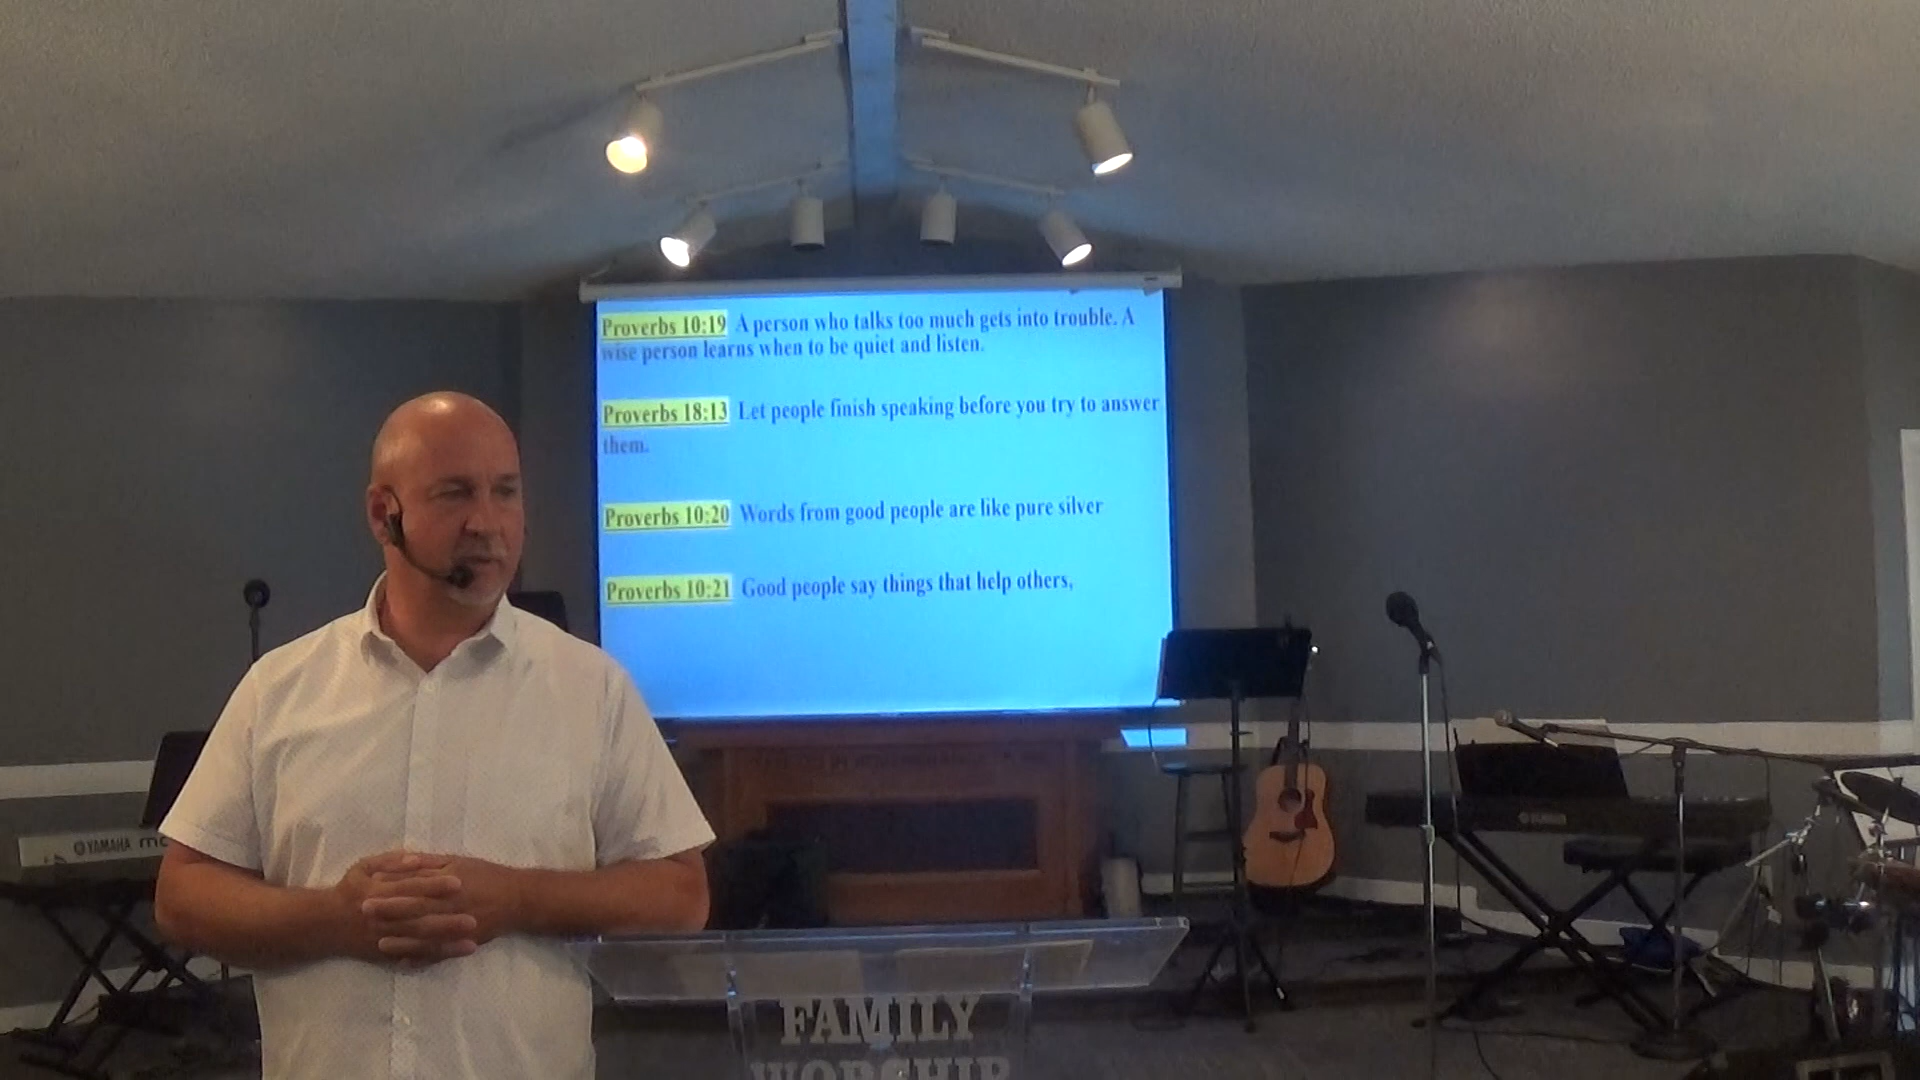 Proverbs 10:19 A person who talks too much gets into trouble. A
wise person learns when to be quiet and listen.
Proverbs 18:13 Let people finish speaking before you try to answer
them.
Proverbs 10:20 Words from good people are like pure silver
Proverbs 10:21 Good people say things that help others,
YAMAHA
YAMAHA
FAMILY
WORSHIP